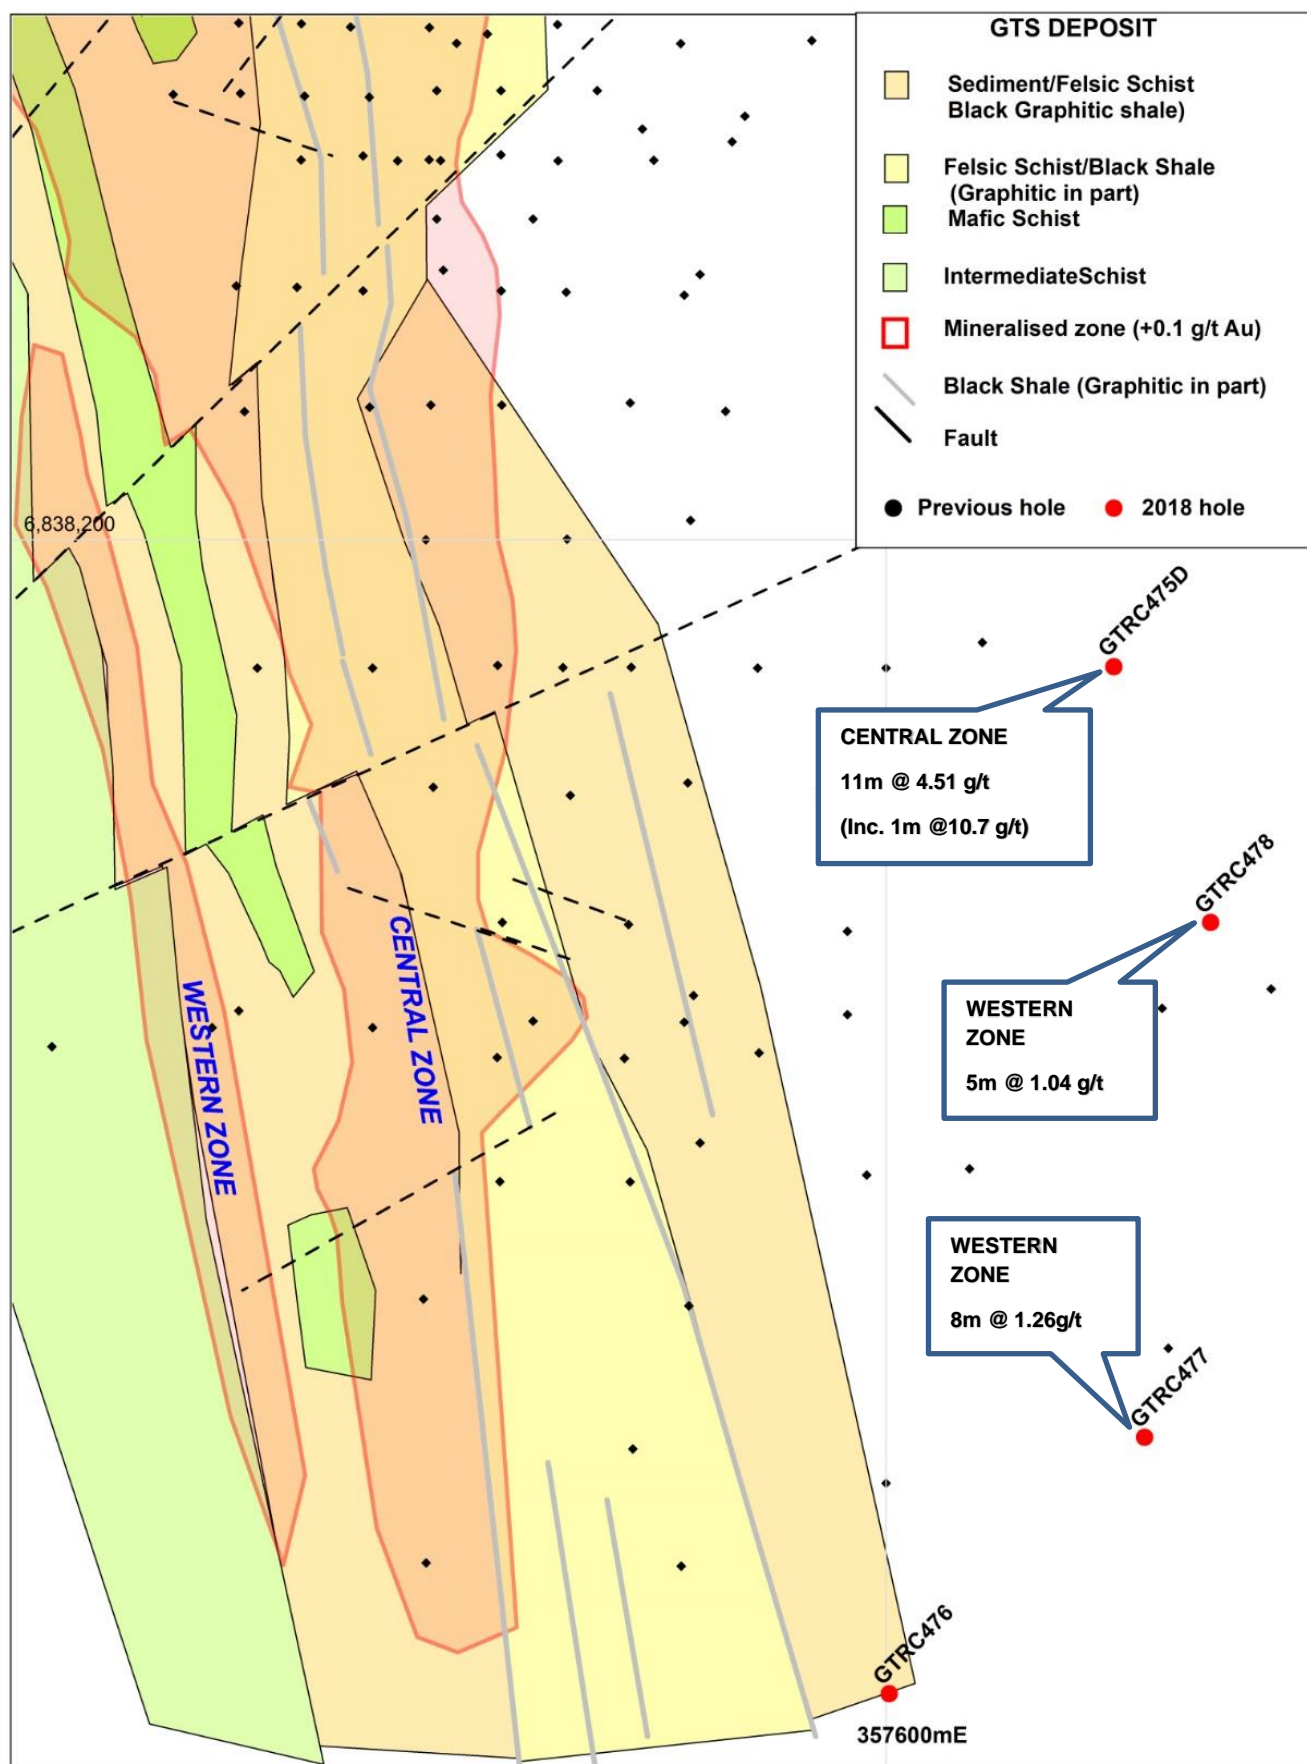 GTS DEPOSIT
Sediment/Felsic Schist
Black Graphitic shale)
Felsic Schist/Black Shale
(Graphitic in part)
Mafic Schist
IntermediateSchist
Mineralised zone (+0.1 g/t Au)
Black Shale (Graphitic in part)
Fault
Previous hole
2018 hole
6,838,200
GTRC475D
CENTRAL ZONE
11m @ 4.51 g/t
(Inc. 1m @10.7 g/t)
GTRC478
WESTERN
ZONE
5m @ 1.04 g/t
CENTRAL ZONE
WESTERN ZONE
WESTERN
ZONE
8m @ 1.26g/t
GTRC477
GTRC476
357600mE